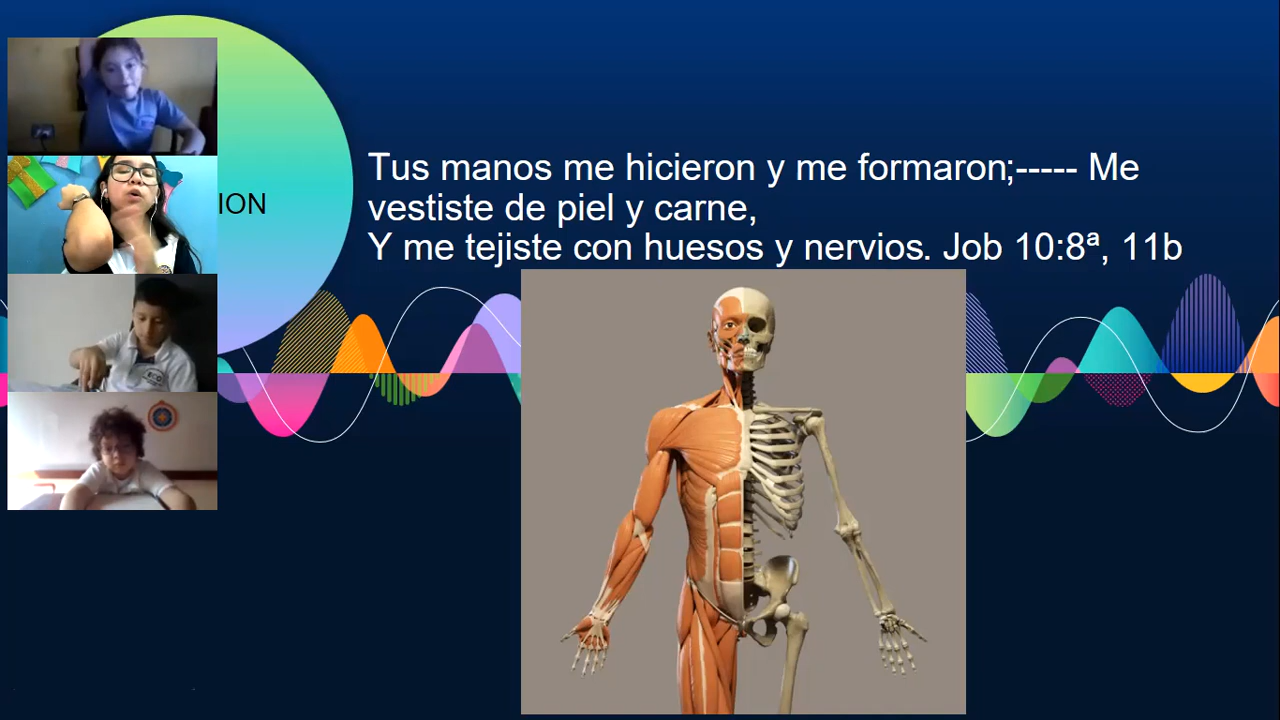 ION
Tus manos me hicieron y me formaron;----- Me
vestiste de piel y carne,
Y me tejiste con huesos y nervios. Job 10:8ª, 11b